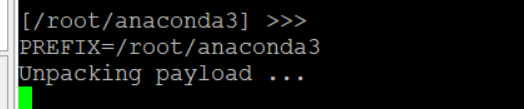 [/root/anaconda3] >>>
PREFIX=/root/anaconda3
Unpacking payload ...